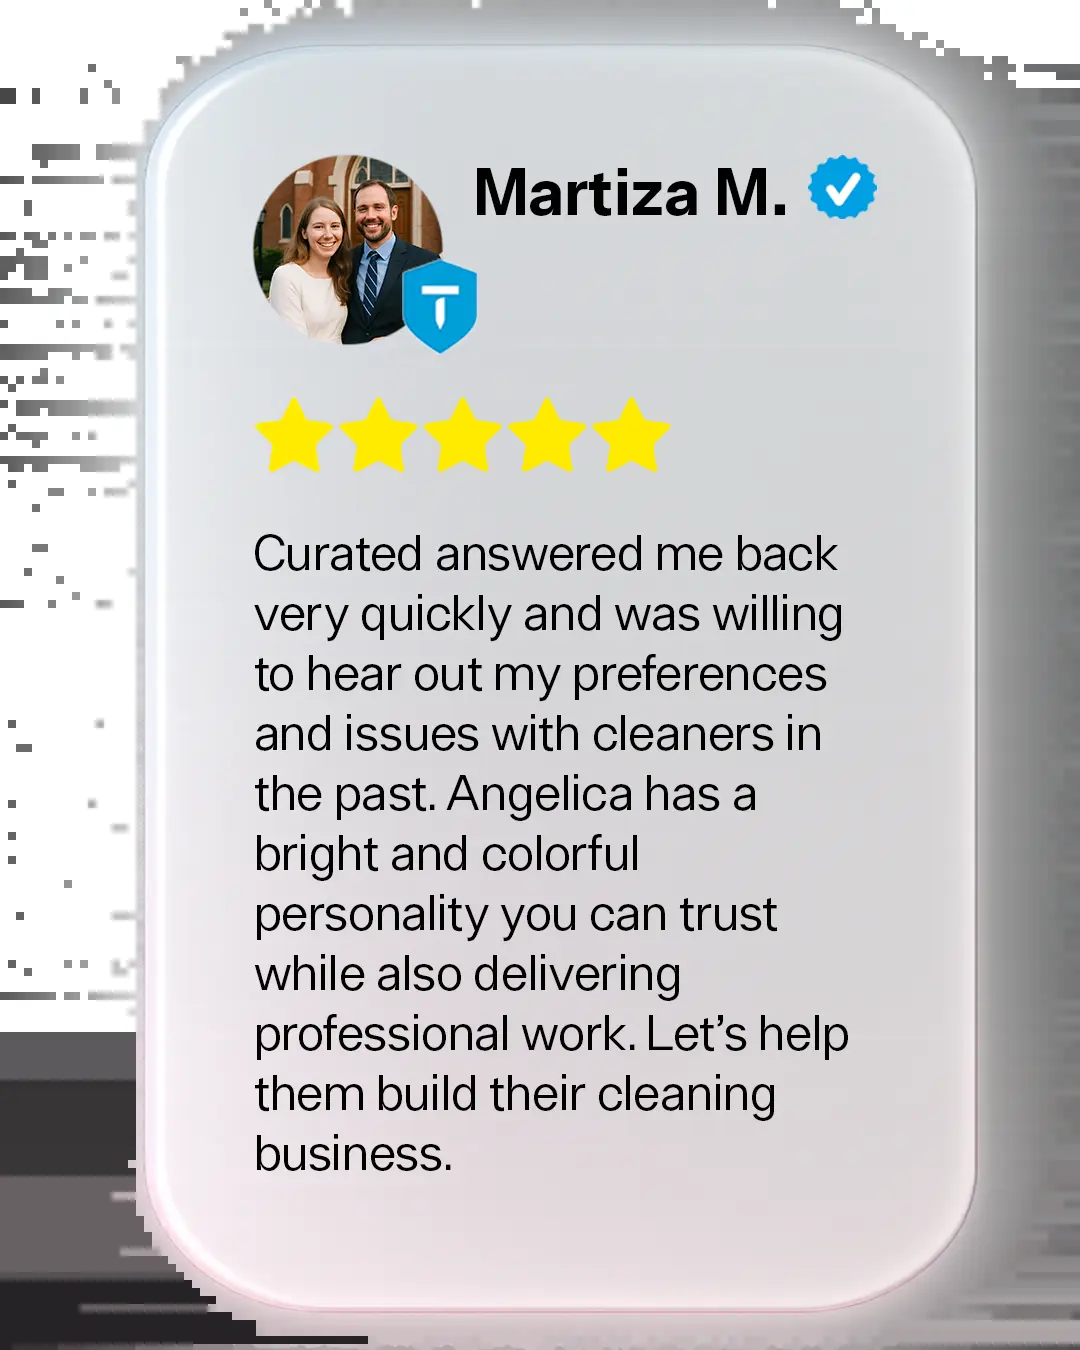 Martiza M.
Curated answered me back
very quickly and was willing
to hear out my preferences
and issues with cleaners in
the past. Angelica has a
bright and colorful
personality you can trust
while also delivering
professional work. Let’s help
them build their cleaning
business.